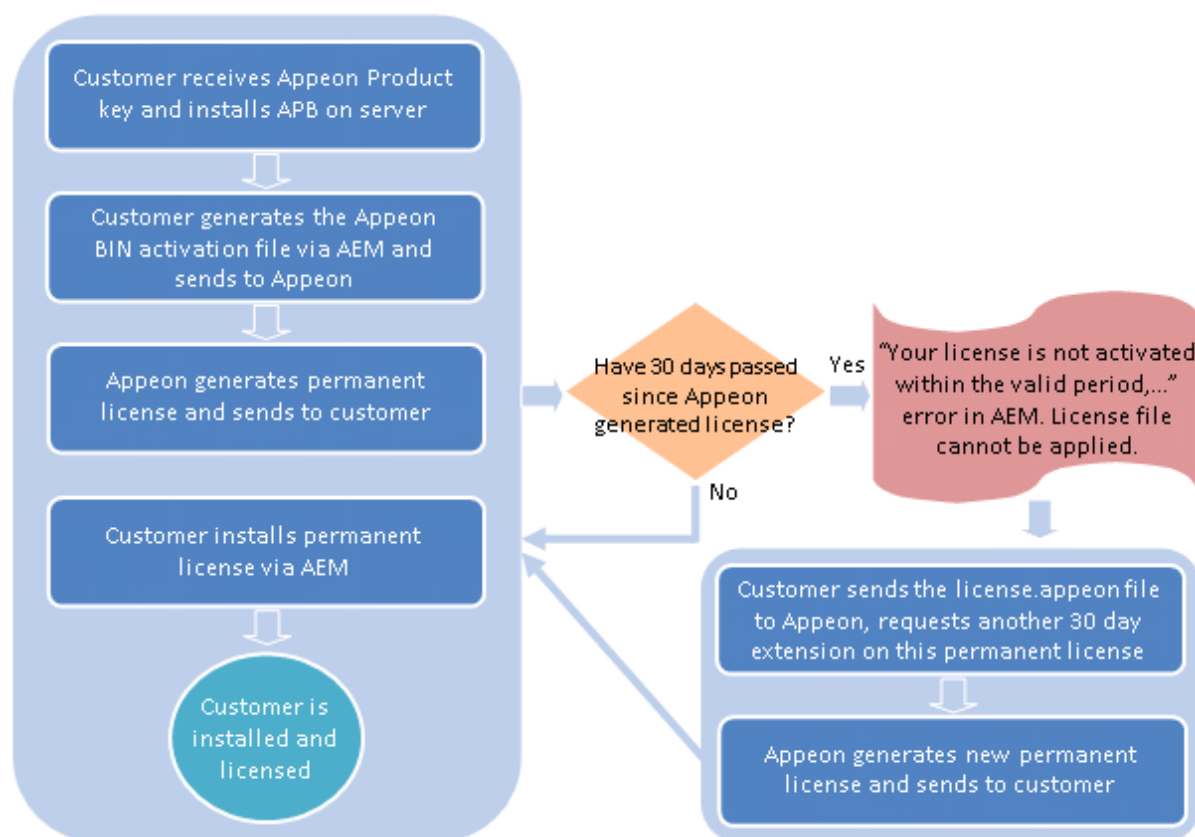 Customer receives Appeon Product
key and installs APB on server
Customer generates the Appeon
BIN activation file via AEM and
sends to Appeon
Appeon generates permanent
license and sends to customer
Have 30 days passed
since Appeon
generated license?
Yes
No
“Your license is not activated
within the valid period,...”
error in AEM. License file
cannot be applied.
Customer sends the license.appeon file
to Appeon, requests another 30 day
extension on this permanent license
Appeon generates new permanent
license and sends to customer
Customer installs permanent
license via AEM
Customer is
installed and
licensed